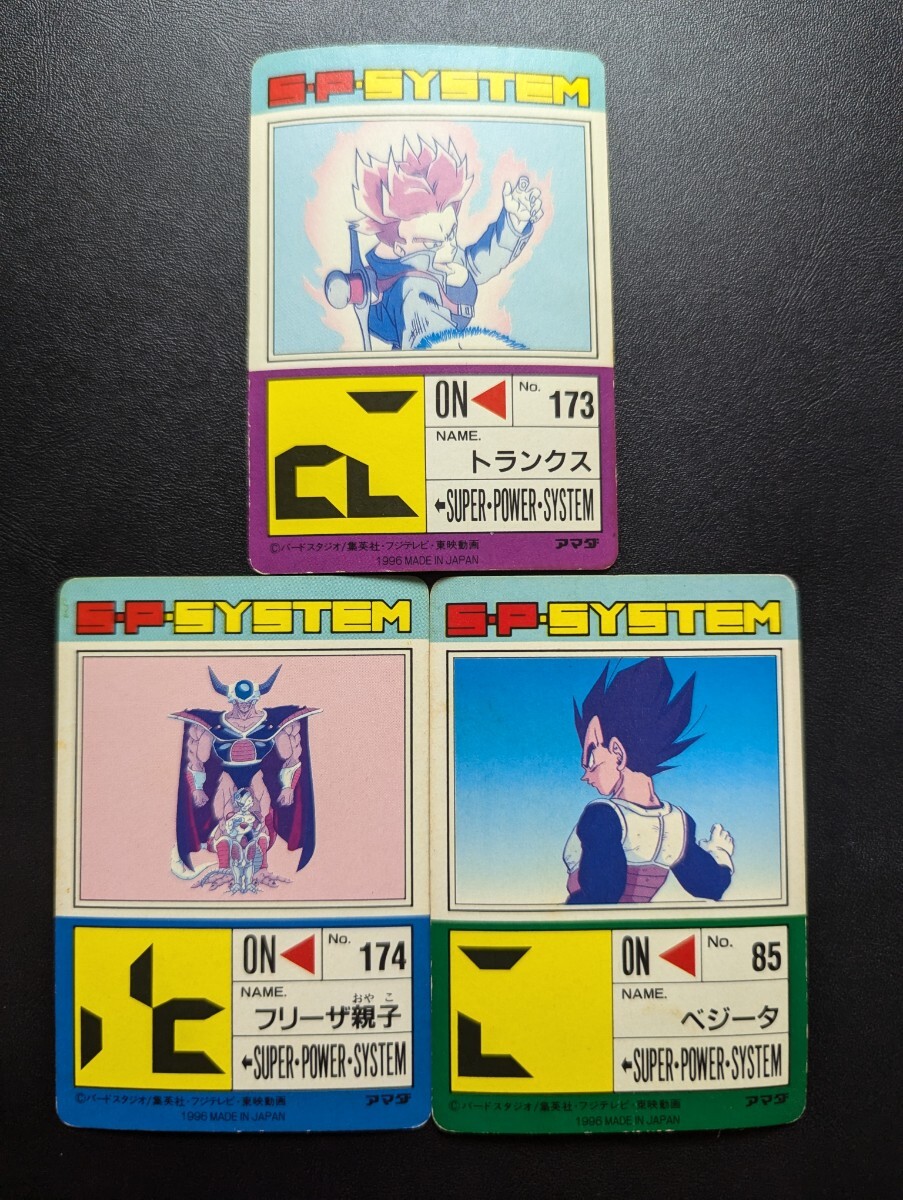 S・P・SYSTEM
ON No. 173
NAME.
トランクス
←SUPER・POWER・SYSTEM
©バードスタジオ/集英社・フジテレビ・東映動画 アマダ
1996 MADE IN JAPAN
S・P・SYSTEM
ON No. 174
NAME.
おや こ
フリーザ親子
←SUPER・POWER・SYSTEM
©バードスタジオ/集英社・フジテレビ・東映動画 アマダ
1996 MADE IN JAPAN
S・P・SYSTEM
ON No. 85
NAME.
ベジータ
←SUPER・POWER・SYSTEM
©バードスタジオ/集英社・フジテレビ・東映動画 アマダ
1996 MADE IN JAPAN